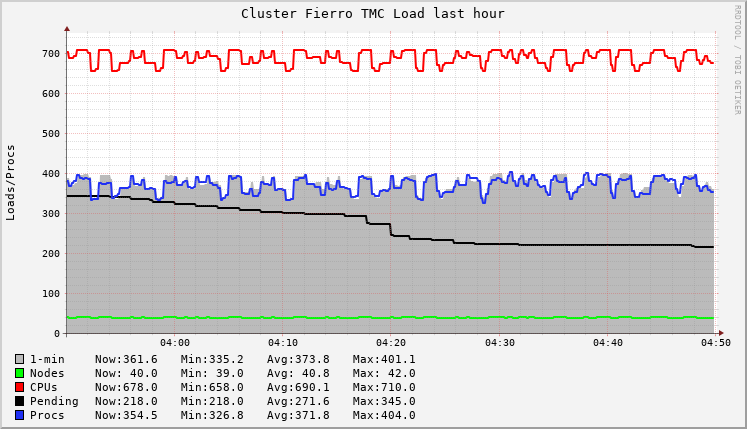 Cluster Fierro TMC Load last hour
RRDTOOL / TOBI OETIKER
Loads/Procs
700
600
500
400
300
200
100
0
04:00 04:10 04:20 04:30 04:40 04:50
1-min Now:361.6 Min:335.2 Avg:373.8 Max:401.1
Nodes Now: 40.0 Min: 39.0 Avg: 40.8 Max: 42.0
CPUs Now:678.0 Min:658.0 Avg:690.1 Max:710.0
Pending Now:218.0 Min:218.0 Avg:271.6 Max:345.0
Procs Now:354.5 Min:326.8 Avg:371.8 Max:404.0